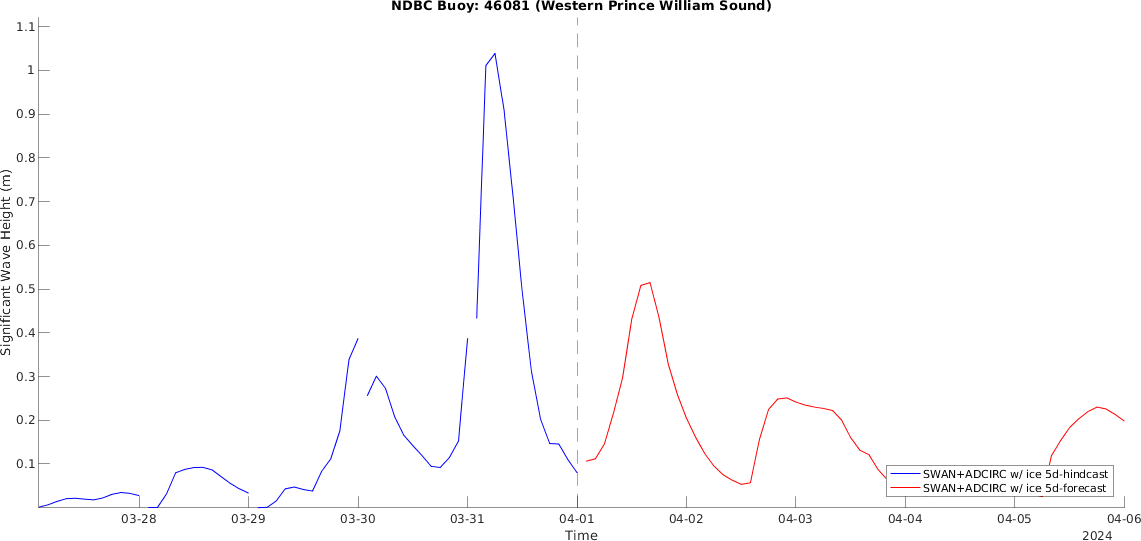 NDBC Buoy: 46081 (Western Prince William Sound)
1.1
1
0.9
0.8
0.7
0.6
0.5
0.4
0.3
0.2
0.1
Significant Wave Height (m)
SWAN+ADCIRC w/ ice 5d-hindcast
SWAN+ADCIRC w/ ice 5d-forecast
03-28 03-29 03-30 03-31 04-01 04-02 04-03 04-04 04-05 04-06
Time
2024